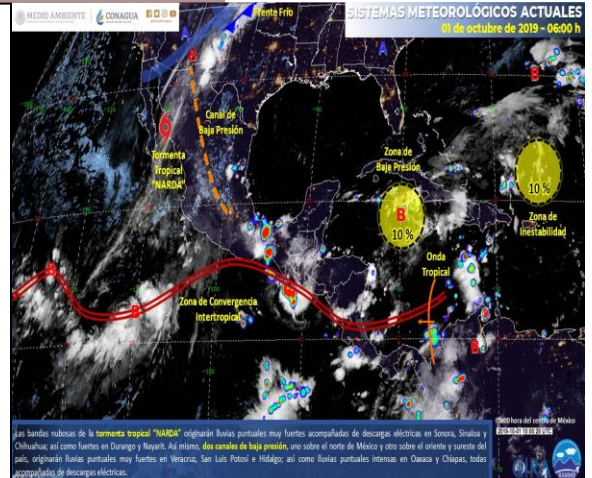 MEDIO AMBIENTE
CONAGUA
SISTEMAS METEOROLÓGICOS ACTUALES
01 de octubre de 2019 - 06:00 h
Frente Frío
A
A
B
B
Canal de
Baja Presión
Tormenta
Tropical
"NARDA"
Zona de
Baja Presión
B
10 %
10 %
Zona de
Inestabilidad
Onda
Tropical
B
B
Zona de Convergencia
Intertropical
B
Las bandas nubosas de la tormenta tropical "NARDA" originarán lluvias puntuales muy fuertes acompañadas de descargas eléctricas en Sonora, Sinaloa y
Chihuahua; así como fuertes en Durango y Nayarit. Así mismo, dos canales de baja presión, uno sobre el norte de México y otro sobre el oriente y sureste del
país, originarán lluvias puntuales muy fuertes en Veracruz, San Luis Potosí e Hidalgo; así como lluvias puntuales intensas en Oaxaca y Chiapas, todas
acompañadas de descargas eléctricas.
hora del centro de México